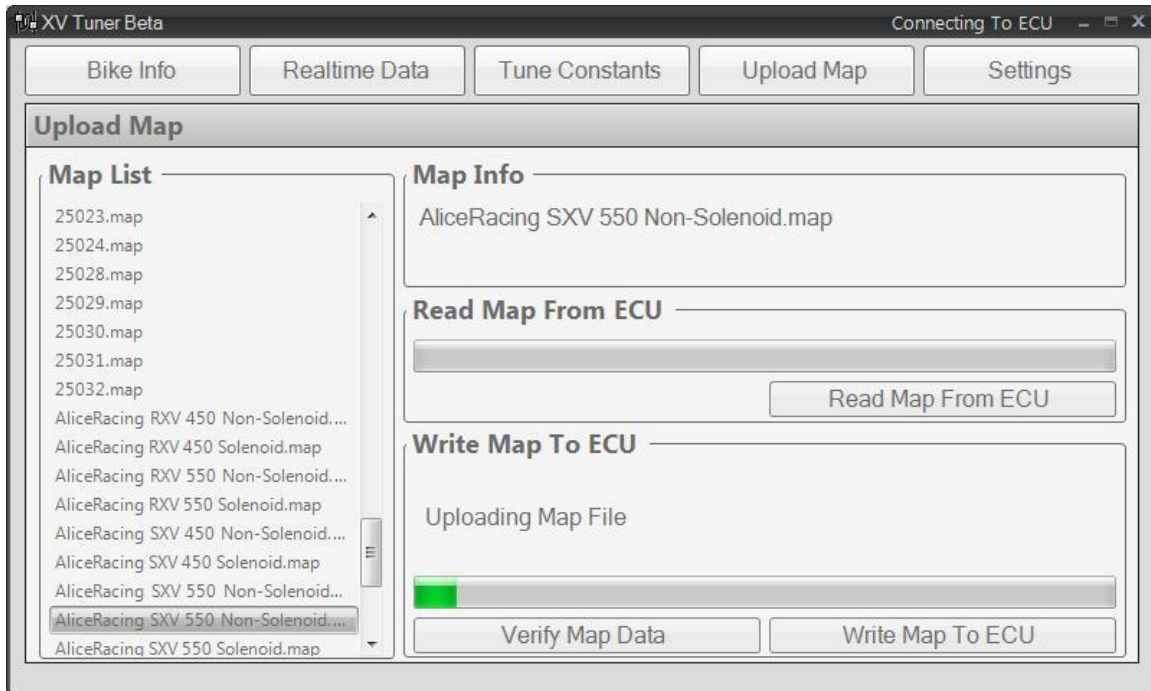 XV Tuner Beta
Connecting To ECU
Bike Info
Realtime Data
Tune Constants
Upload Map
Settings
Upload Map
Map List
25023.map
25024.map
25028.map
25029.map
25030.map
25031.map
25032.map
AliceRacing RXV 450 Non-Solenoid....
AliceRacing RXV 450 Solenoid.map
AliceRacing RXV 550 Non-Solenoid....
AliceRacing RXV 550 Solenoid.map
AliceRacing SXV 450 Non-Solenoid....
AliceRacing SXV 450 Solenoid.map
AliceRacing SXV 550 Non-Solenoid...
AliceRacing SXV 550 Non-Solenoid....
AliceRacing SXV 550 Solenoid.map
Map Info
AliceRacing SXV 550 Non-Solenoid.map
Read Map From ECU
Read Map From ECU
Write Map To ECU
Uploading Map File
Verify Map Data
Write Map To ECU